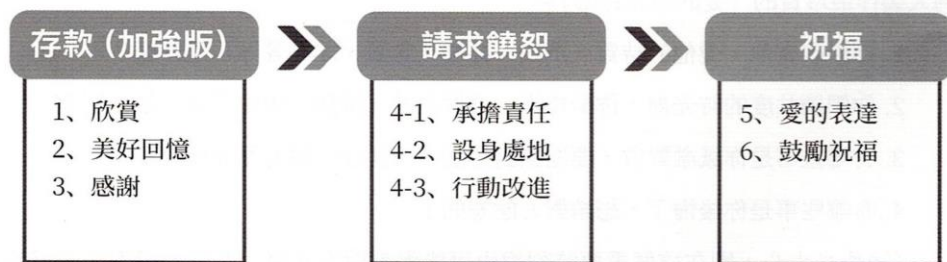 存款（加強版）
1、欣賞
2、美好回憶
3、感謝
請求饒恕
4-1、承擔責任
4-2、設身處地
4-3、行動改進
祝福
5、愛的表達
6、鼓勵祝福